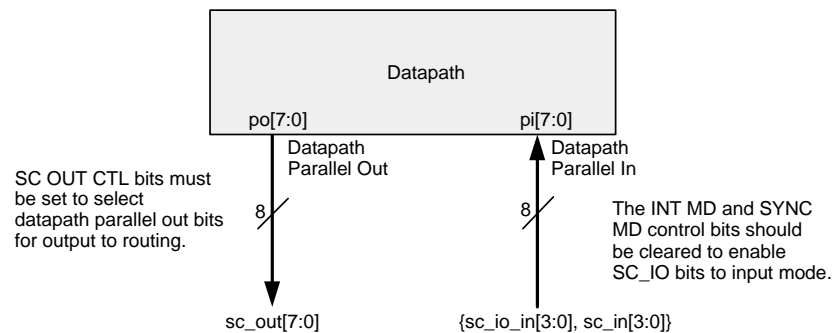 Datapath
po[7:0]
pi[7:0]
Datapath
Parallel Out
Datapath
Parallel In
SC OUT CTL bits must
be set to select
datapath parallel out bits
for output to routing.
8
8
The INT MD and SYNC
MD control bits should
be cleared to enable
SC_IO bits to input mode.
sc_out[7:0]
{sc_io_in[3:0], sc_in[3:0]}